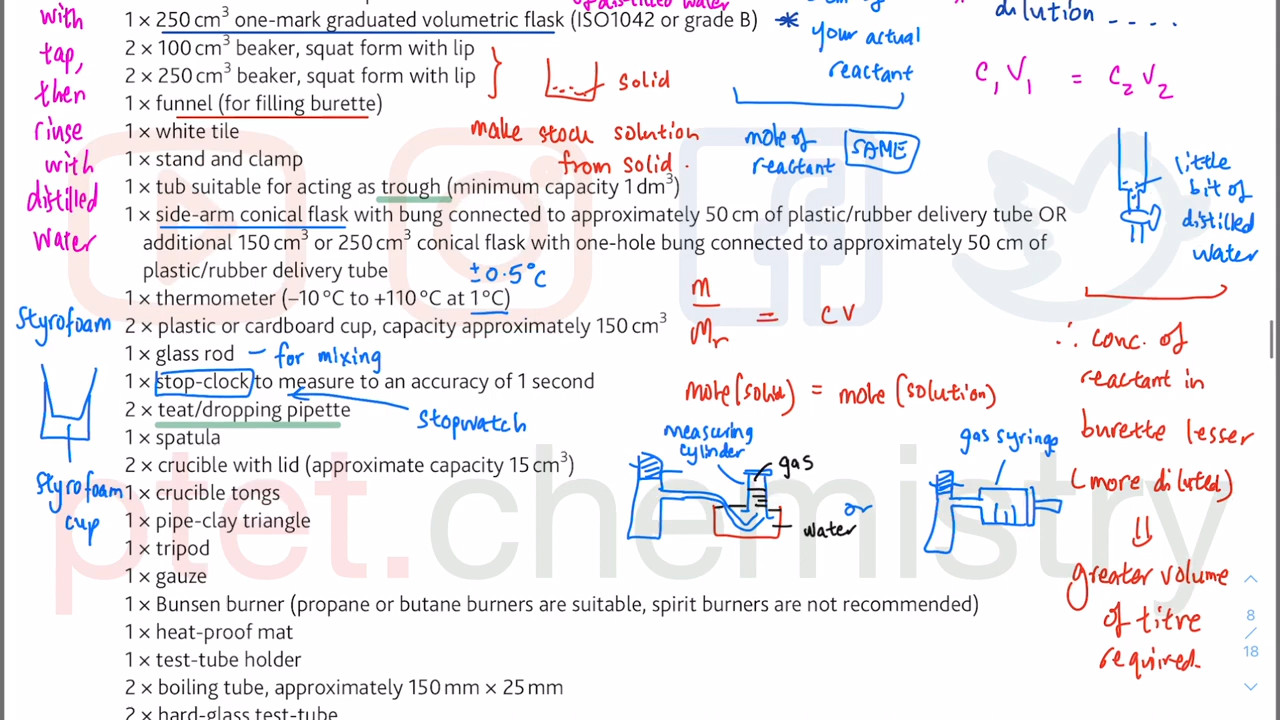 1 × 250 cm³ one-mark graduated volumetric flask (ISO1042 or grade B) *
2 × 100 cm³ beaker, squat form with lip
2 × 250 cm³ beaker, squat form with lip
1 × funnel (for filling burette)
1 × white tile
1 × stand and clamp
1 × tub suitable for acting as trough (minimum capacity 1 dm³)
1 × side-arm conical flask with bung connected to approximately 50 cm of plastic/rubber delivery tube OR
additional 150 cm³ or 250 cm³ conical flask with one-hole bung connected to approximately 50 cm of
plastic/rubber delivery tube
± 0.5°C
1 × thermometer (–10 °C to +110 °C at 1 °C)
2 × plastic or cardboard cup, capacity approximately 150 cm³
1 × glass rod – for mixing
1 × stop-clock to measure to an accuracy of 1 second
2 × teat/dropping pipette
stopwatch
1 × spatula
2 × crucible with lid (approximate capacity 15 cm³)
1 × crucible tongs
1 × pipe-clay triangle
1 × tripod
1 × gauze
1 × Bunsen burner (propane or butane burners are suitable, spirit burners are not recommended)
1 × heat-proof mat
1 × test-tube holder
2 × boiling tube, approximately 150 mm × 25 mm
2 × hard-glass test-tube
with
tap,
then
rinse
with
distilled
water
Styrofoam
Styrofoam
cup
of distilled water
solid
make stock solution
from solid.
your actual
reactant
mole of
reactant
SAME
dilution ....
C₁V₁ = C₂V₂
little
bit of
distilled
water
m
Mr
= CV
mole (solid) = mole (solution)
measuring
cylinder
gas
water
or
gas syringe
∴ conc. of
reactant in
burette lesser
(more diluted)
⇓
greater volume
of titre
required.
ptet.chemistry
8
/
18